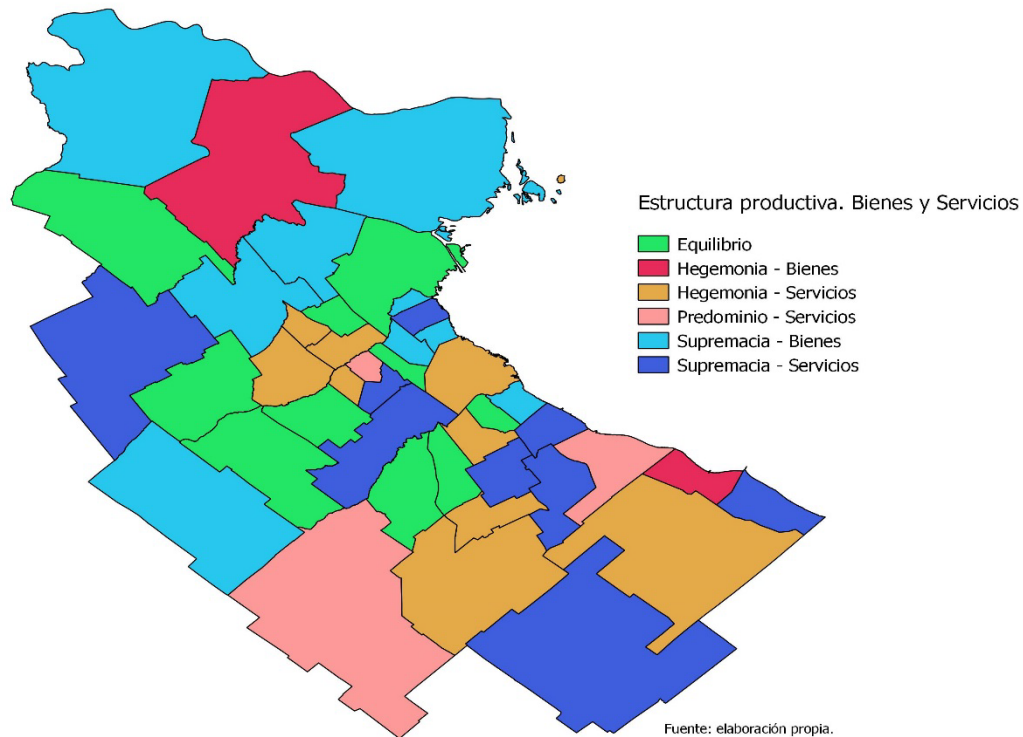 Estructura productiva. Bienes y Servicios
Equilibrio
Hegemonia - Bienes
Hegemonia - Servicios
Predominio - Servicios
Supremacia - Bienes
Supremacia - Servicios
Fuente: elaboración propia.